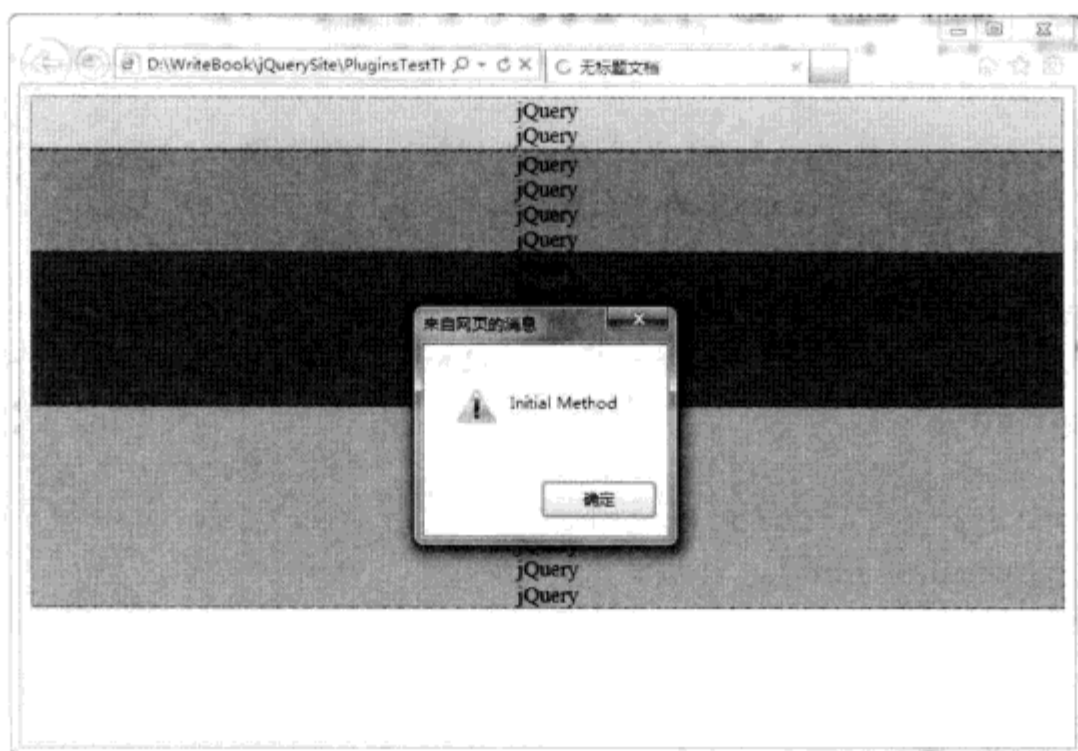 D:\WriteBook\jQuerySite\PluginsTestTh
无标题文档
jQuery
jQuery
jQuery
jQuery
jQuery
jQuery
来自网页的消息
Initial Method
确定
jQuery
jQuery